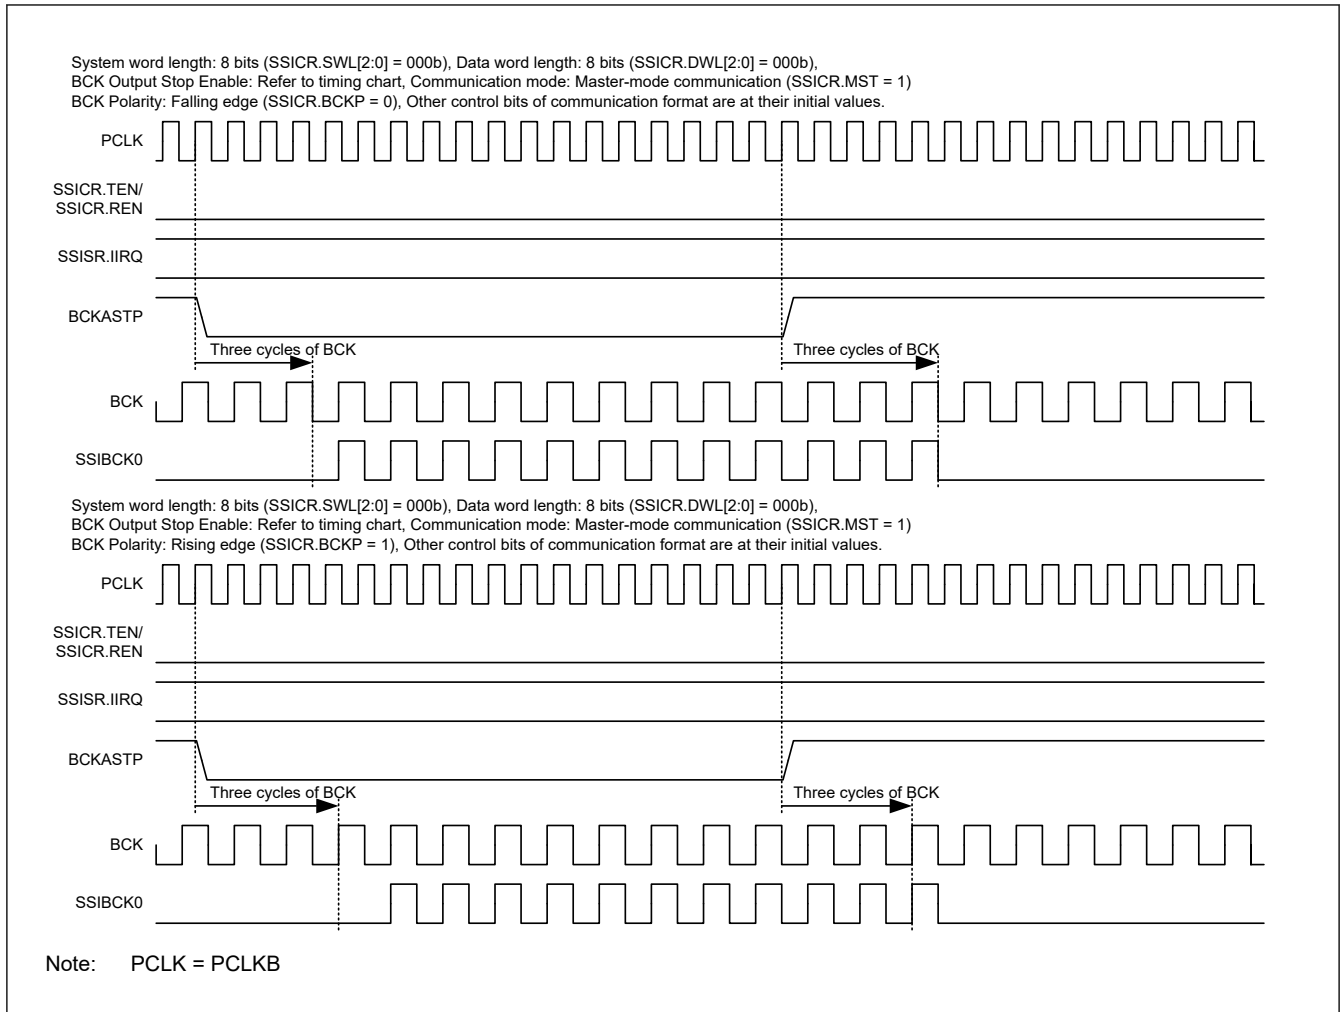 System word length: 8 bits (SSICR.SWL[2:0] = 000b), Data word length: 8 bits (SSICR.DWL[2:0] = 000b),
BCK Output Stop Enable: Refer to timing chart, Communication mode: Master-mode communication (SSICR.MST = 1)
BCK Polarity: Falling edge (SSICR.BCKP = 0), Other control bits of communication format are at their initial values.
PCLK
SSICR.TEN/
SSICR.REN
SSISR.IIRQ
BCKASTP
Three cycles of BCK
Three cycles of BCK
BCK
SSIBCK0
System word length: 8 bits (SSICR.SWL[2:0] = 000b), Data word length: 8 bits (SSICR.DWL[2:0] = 000b),
BCK Output Stop Enable: Refer to timing chart, Communication mode: Master-mode communication (SSICR.MST = 1)
BCK Polarity: Rising edge (SSICR.BCKP = 1), Other control bits of communication format are at their initial values.
PCLK
SSICR.TEN/
SSICR.REN
SSISR.IIRQ
BCKASTP
Three cycles of BCK
Three cycles of BCK
BCK
SSIBCK0
Note: PCLK = PCLKB